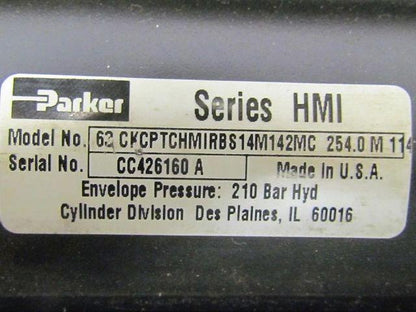 Parker
Series HMI
Model No. 63 CKCPTCHMIRBS14M142MC 254.0 M 114
Serial No. CC426160 A Made in U.S.A.
Envelope Pressure: 210 Bar Hyd
Cylinder Division Des Plaines, IL 60016